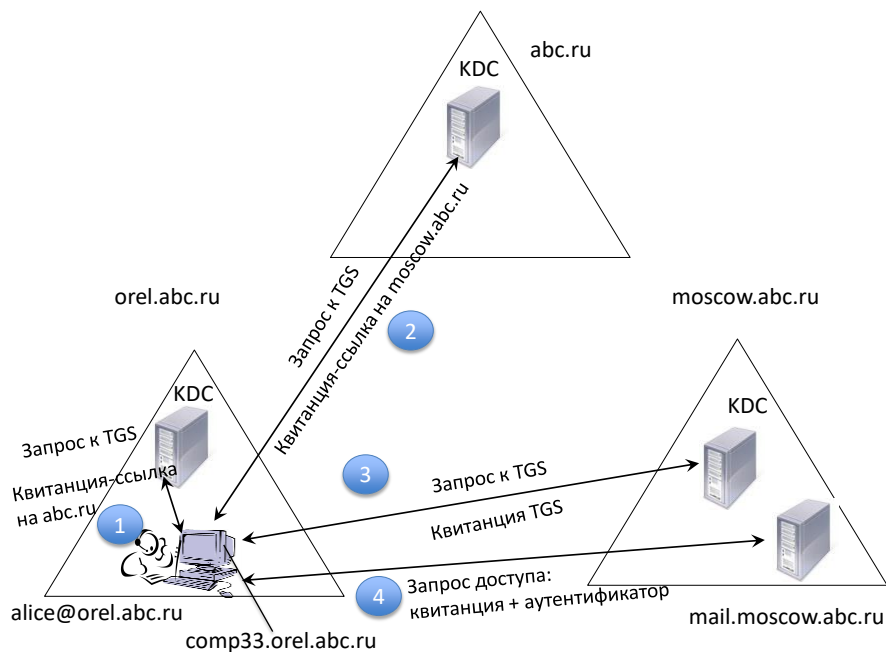 abc.ru
KDC
Запрос к TGS
Квитанция-ссылка на moscow.abc.ru
2
orel.abc.ru
moscow.abc.ru
KDC
KDC
Запрос к TGS
Квитанция-ссылка
на abc.ru
1
3
Запрос к TGS
Квитанция TGS
4
Запрос доступа:
квитанция + аутентификатор
alice@orel.abc.ru
mail.moscow.abc.ru
comp33.orel.abc.ru